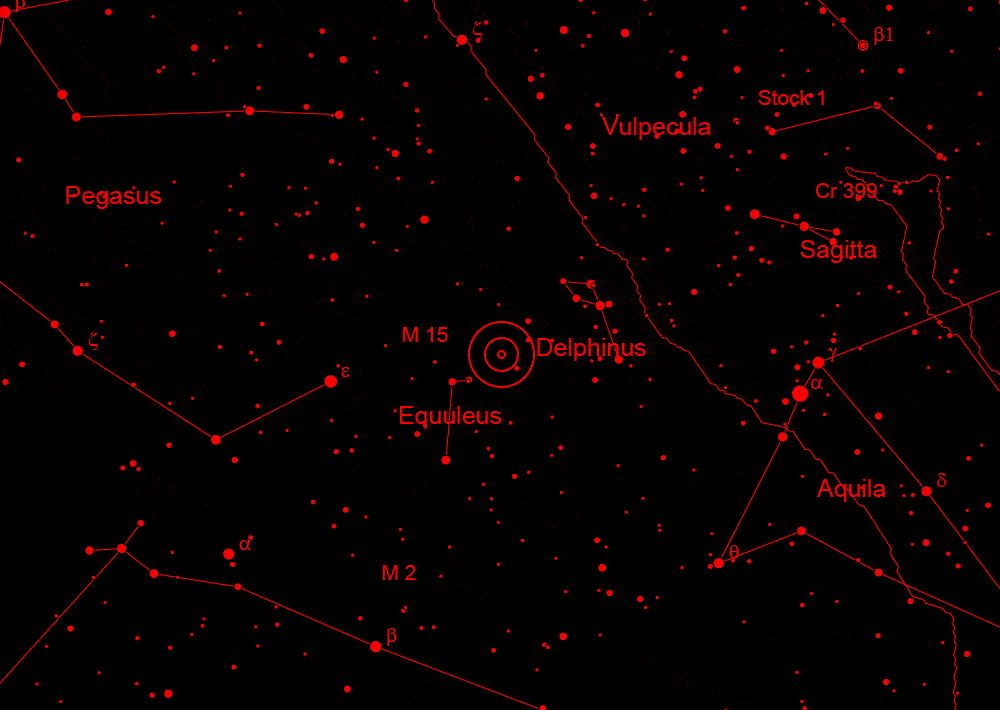 β
ζ
β1
Stock 1
Vulpecula
Pegasus
Cr 399
Sagitta
M 15
ζ
Delphinus
γ
ε
α
Equuleus
Aquila
δ
α
θ
M 2
β